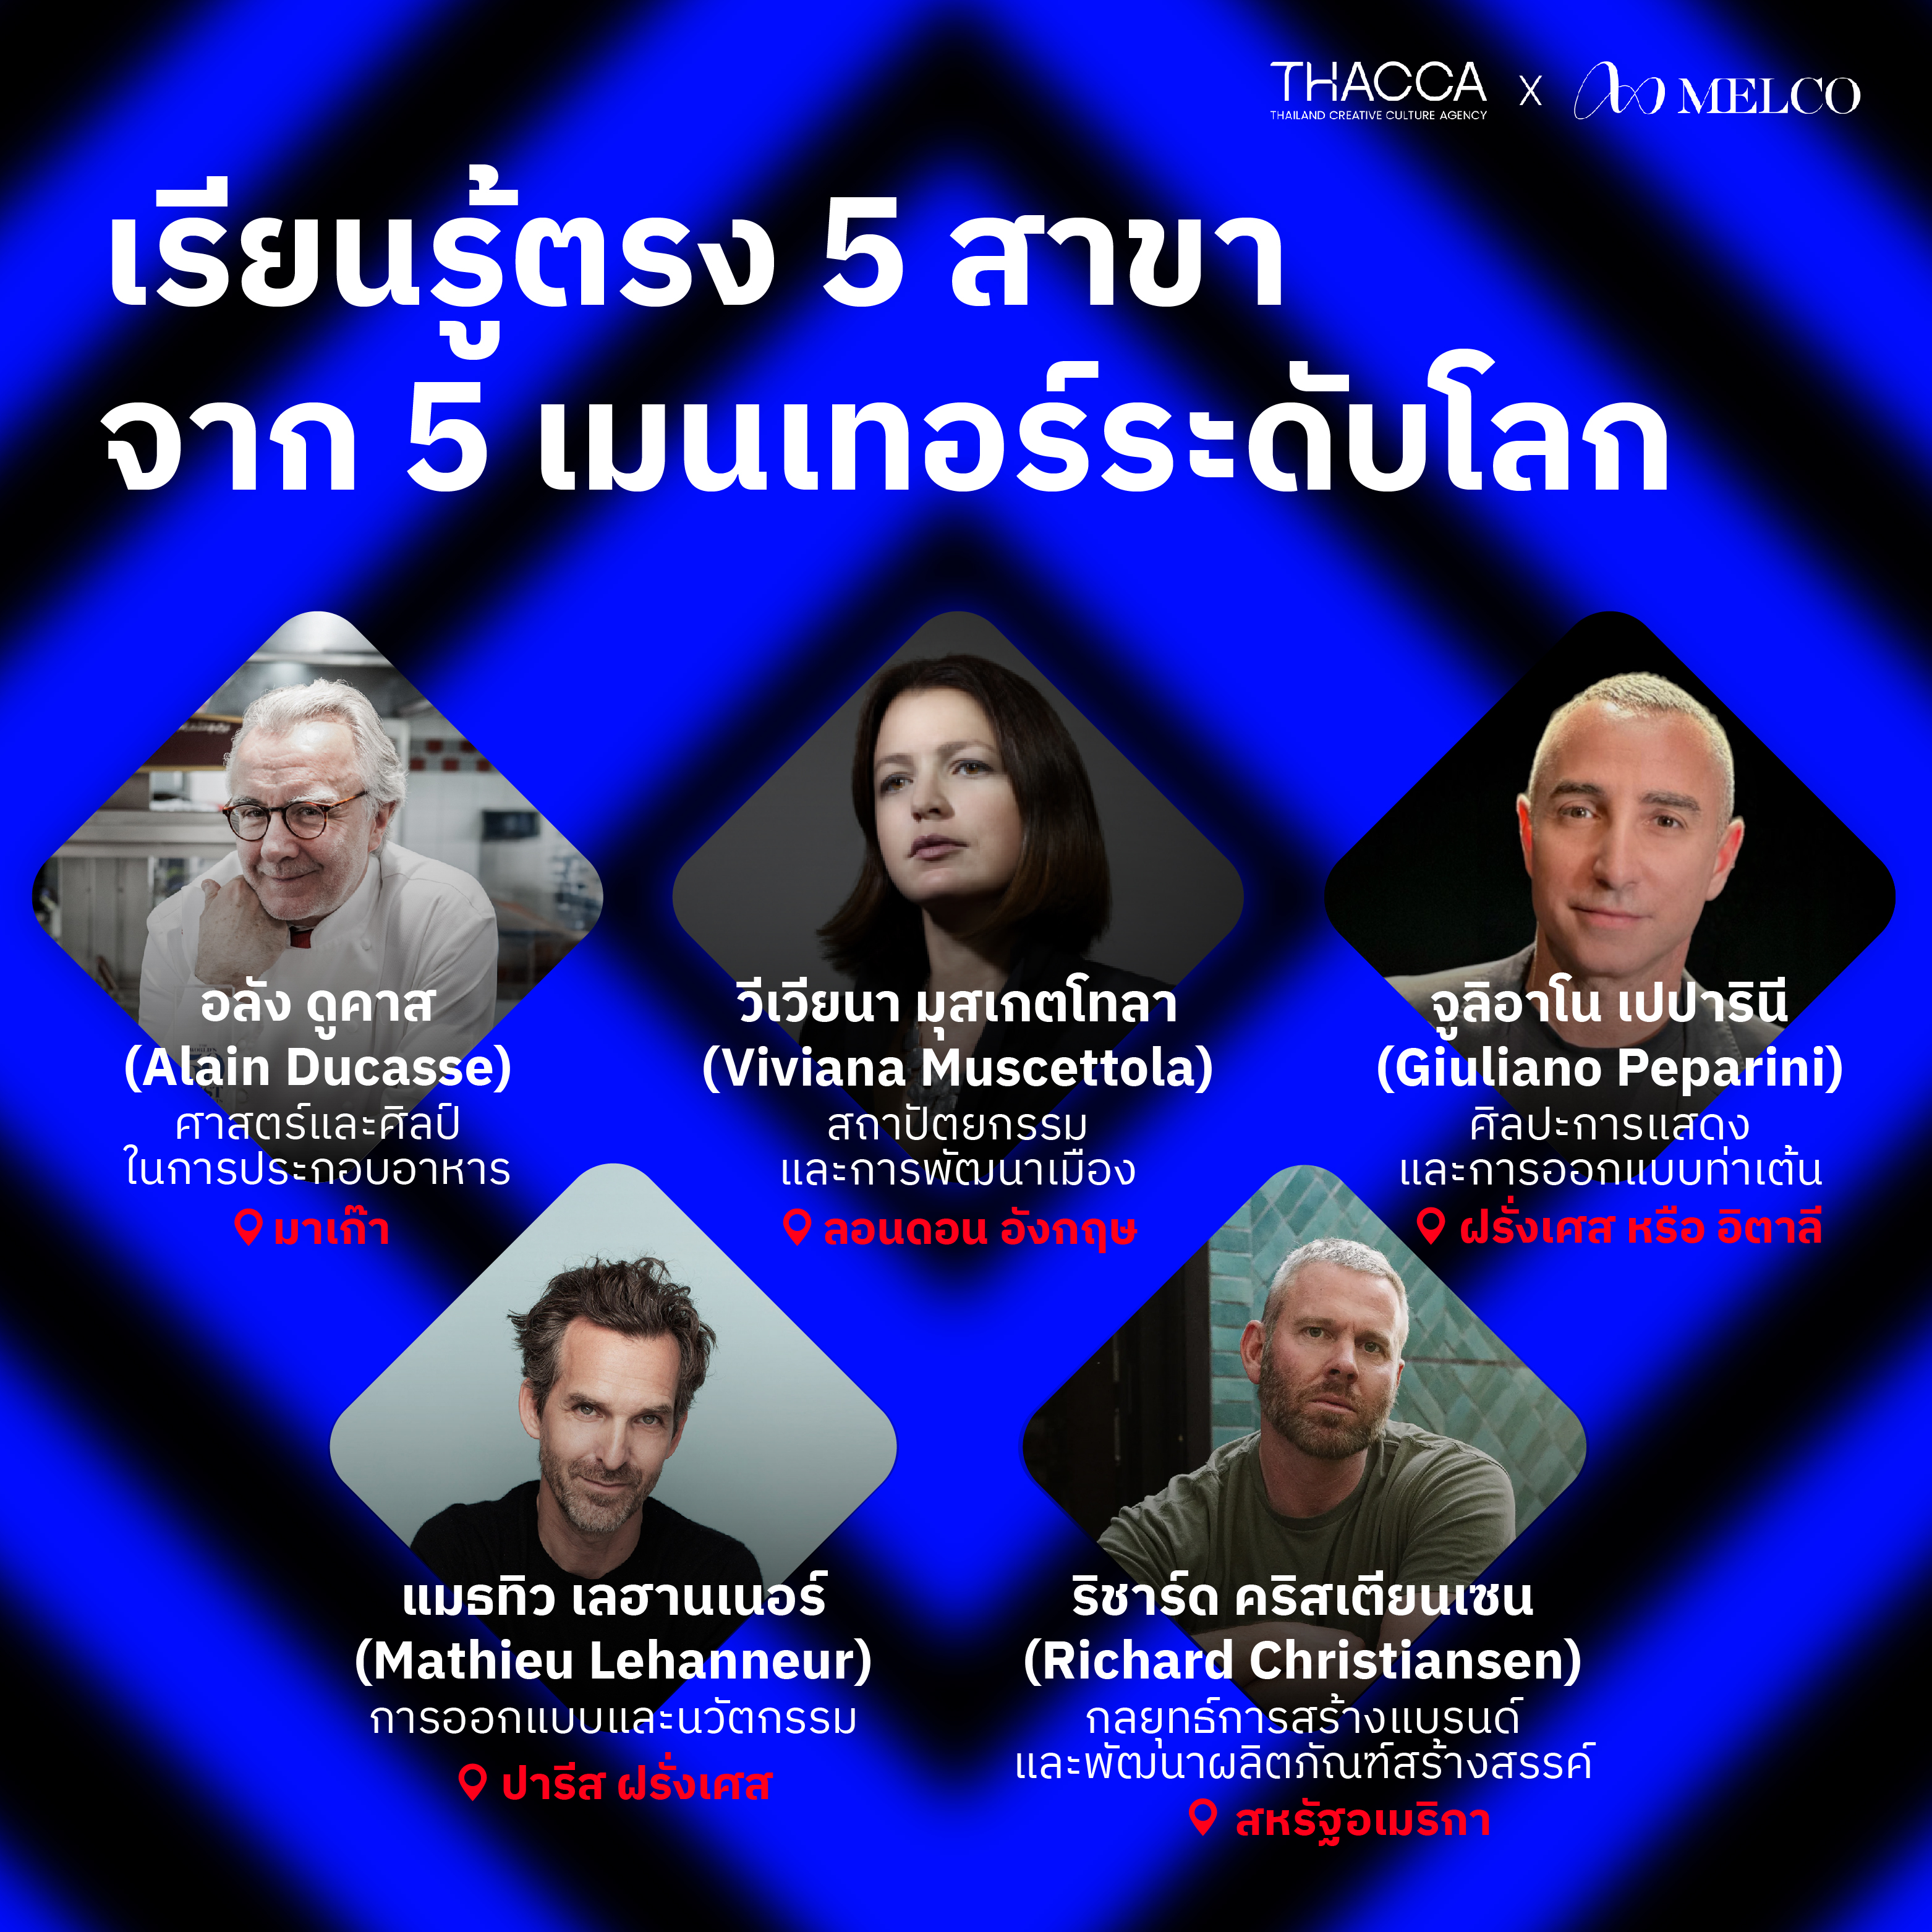 THACCA X MELCO
THAILAND CREATIVE CULTURE AGENCY
เรียนรู้ตรง 5 สาขา
จาก 5 เมนเทอร์ระดับโลก
อลัง ดูคาส
(Alain Ducasse)
ศาสตร์และศิลป์
ในการประกอบอาหาร
มาเก๊า
วีเวียนา มุสเกตโทลา
(Viviana Muscettola)
สถาปัตยกรรม
และการพัฒนาเมือง
ลอนดอน อังกฤษ
จูลิอาโน เปปารินี
(Giuliano Peparini)
ศิลปะการแสดง
และการออกแบบท่าเต้น
ฝรั่งเศส หรือ อิตาลี
แมธทิว เลฮานเนอร์
(Mathieu Lehanneur)
การออกแบบและนวัตกรรม
ปารีส ฝรั่งเศส
ริชาร์ด คริสเตียนเซน
(Richard Christiansen)
กลยุทธ์การสร้างแบรนด์
และพัฒนาผลิตภัณฑ์สร้างสรรค์
สหรัฐอเมริกา